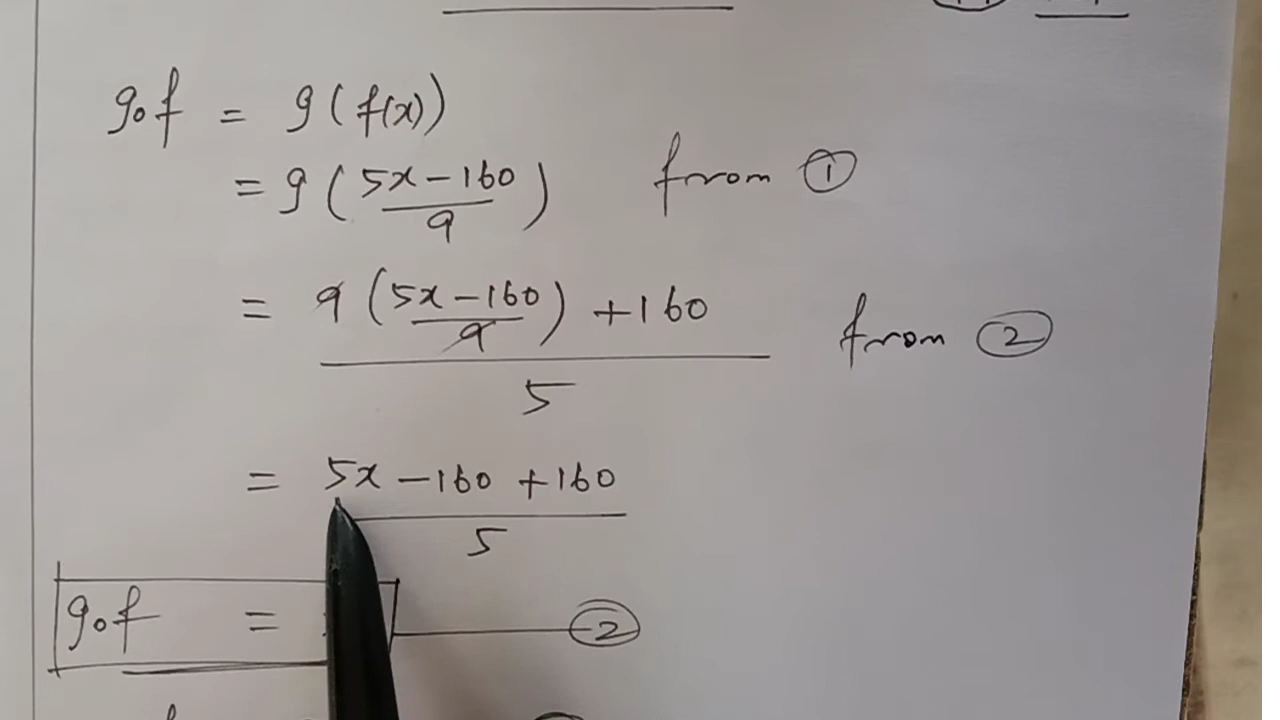 gof = g(f(x))
= g(5x-160/9) from ①
= 9(5x-160/9)+160/5 from ②
= 5x-160+160/5
gof = ②